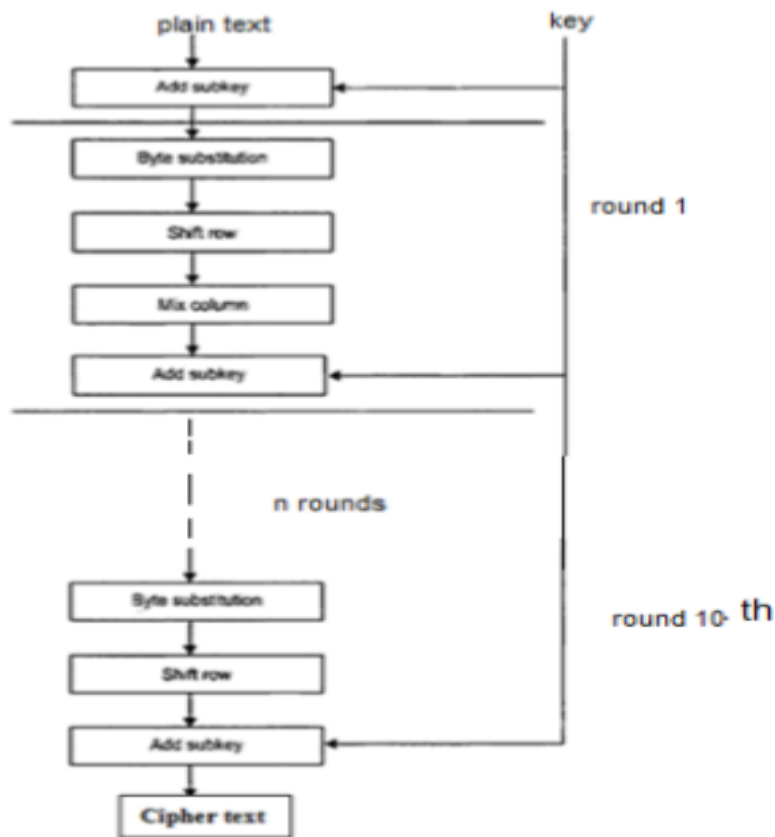 plain text
key
Add subkey
Byte substitution
round 1
Shift row
Mix column
Add subkey
n rounds
Byte substitution
round 10. th
Shift row
Add subkey
Cipher text